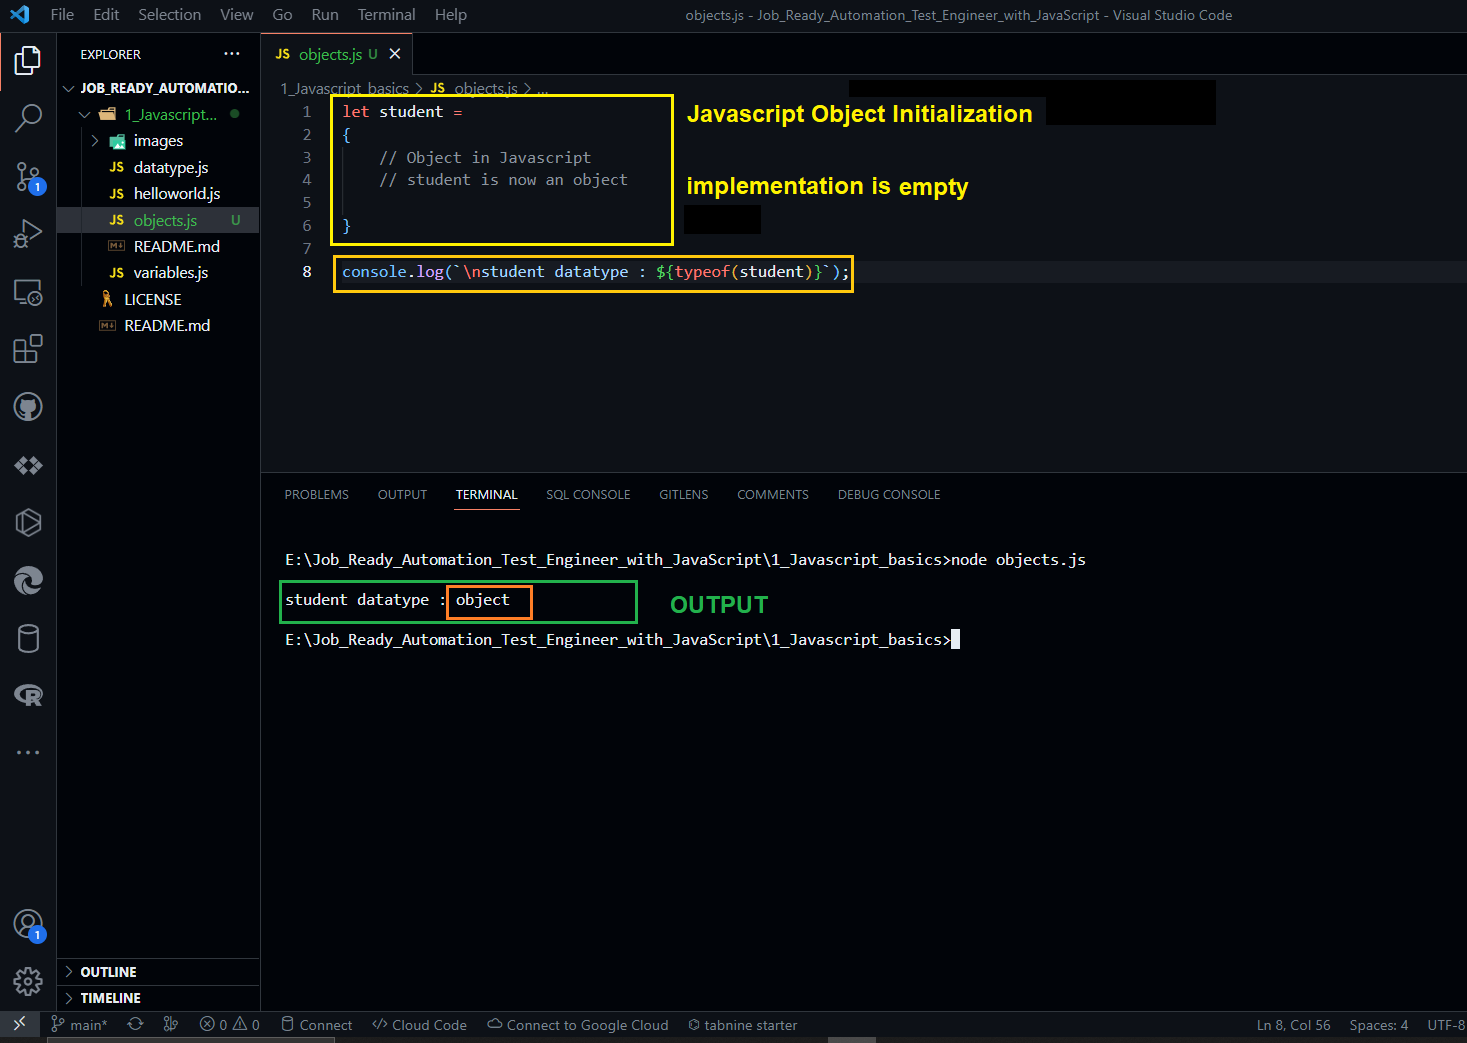 File Edit Selection View Go Run Terminal Help
objects.js - Job_Ready_Automation_Test_Engineer_with_JavaScript - Visual Studio Code
EXPLORER ...
JOB_READY_AUTOMATIO...
1_Javascript...
images
JS datatype.js
JS helloworld.js
JS objects.js U
README.md
JS variables.js
LICENSE
README.md
OUTLINE
TIMELINE
1
1
JS objects.js U
1_Javascript_basics > JS objects.js > ...
1 let student =
2 {
3 // Object in Javascript
4 // student is now an object
5
6 }
7
8 console.log(`\nstudent datatype : ${typeof(student)}`);
Javascript Object Initialization
implementation is empty
PROBLEMS OUTPUT TERMINAL SQL CONSOLE GITLENS COMMENTS DEBUG CONSOLE
E:\Job_Ready_Automation_Test_Engineer_with_JavaScript\1_Javascript_basics>node objects.js
student datatype : object
OUTPUT
E:\Job_Ready_Automation_Test_Engineer_with_JavaScript\1_Javascript_basics>
main* 0 0 Connect Cloud Code Connect to Google Cloud tabnine starter Ln 8, Col 56 Spaces: 4 UTF-8